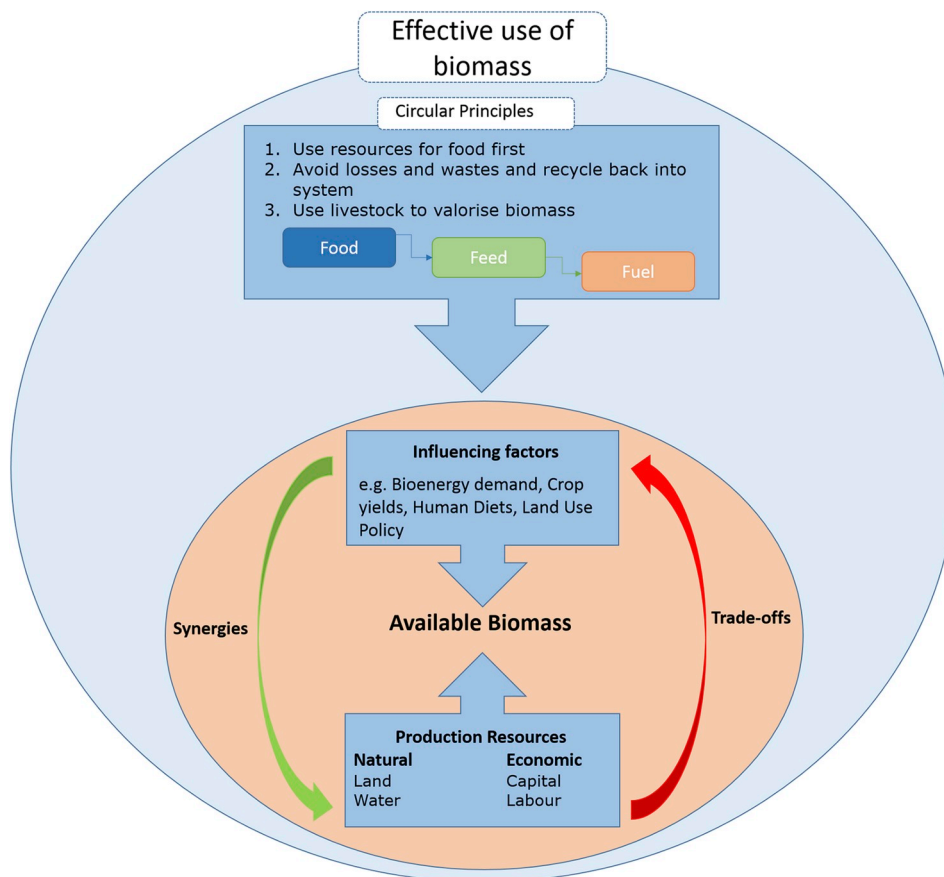 Effective use of
biomass
Circular Principles
1. Use resources for food first
2. Avoid losses and wastes and recycle back into
system
3. Use livestock to valorise biomass
Food
Feed
Fuel
Influencing factors
e.g. Bioenergy demand, Crop
yields, Human Diets, Land Use
Policy
Synergies
Available Biomass
Trade-offs
Production Resources
Natural Economic
Land Capital
Water Labour